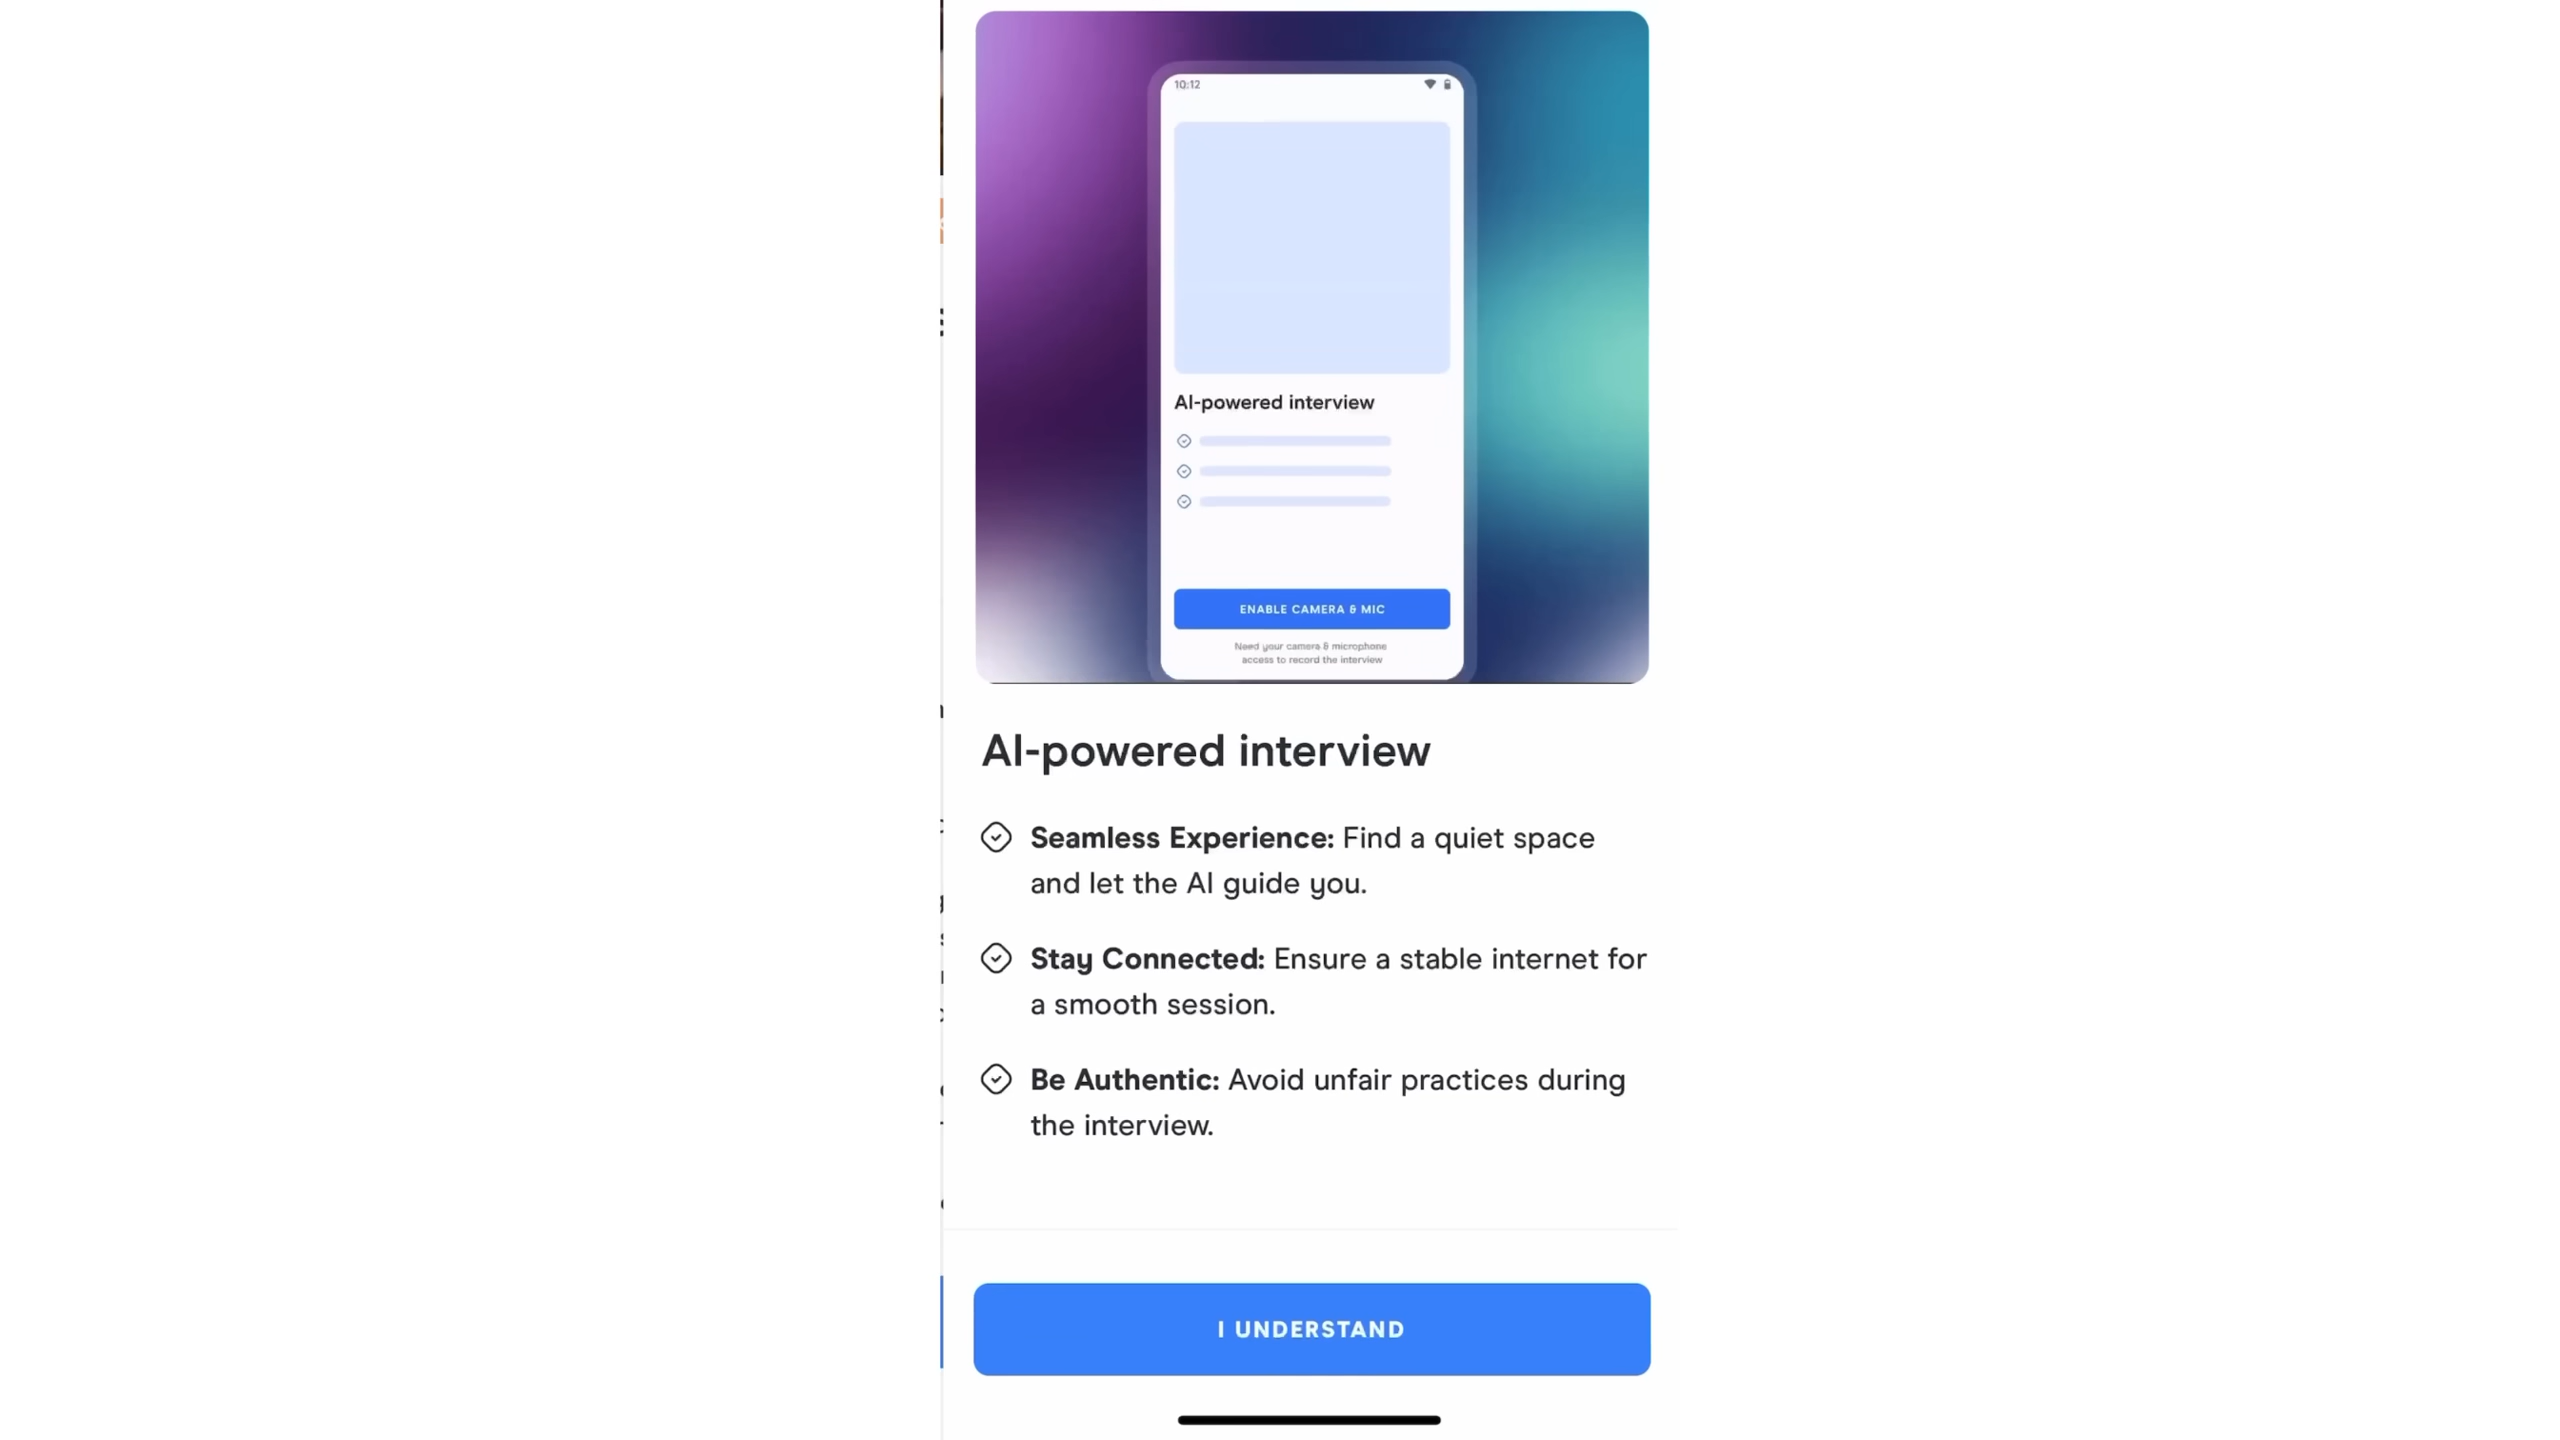 10:12
AI-powered interview
ENABLE CAMERA & MIC
Need your camera & microphone
access to record the interview
AI-powered interview
Seamless Experience: Find a quiet space
and let the AI guide you.
Stay Connected: Ensure a stable internet for
a smooth session.
Be Authentic: Avoid unfair practices during
the interview.
I UNDERSTAND